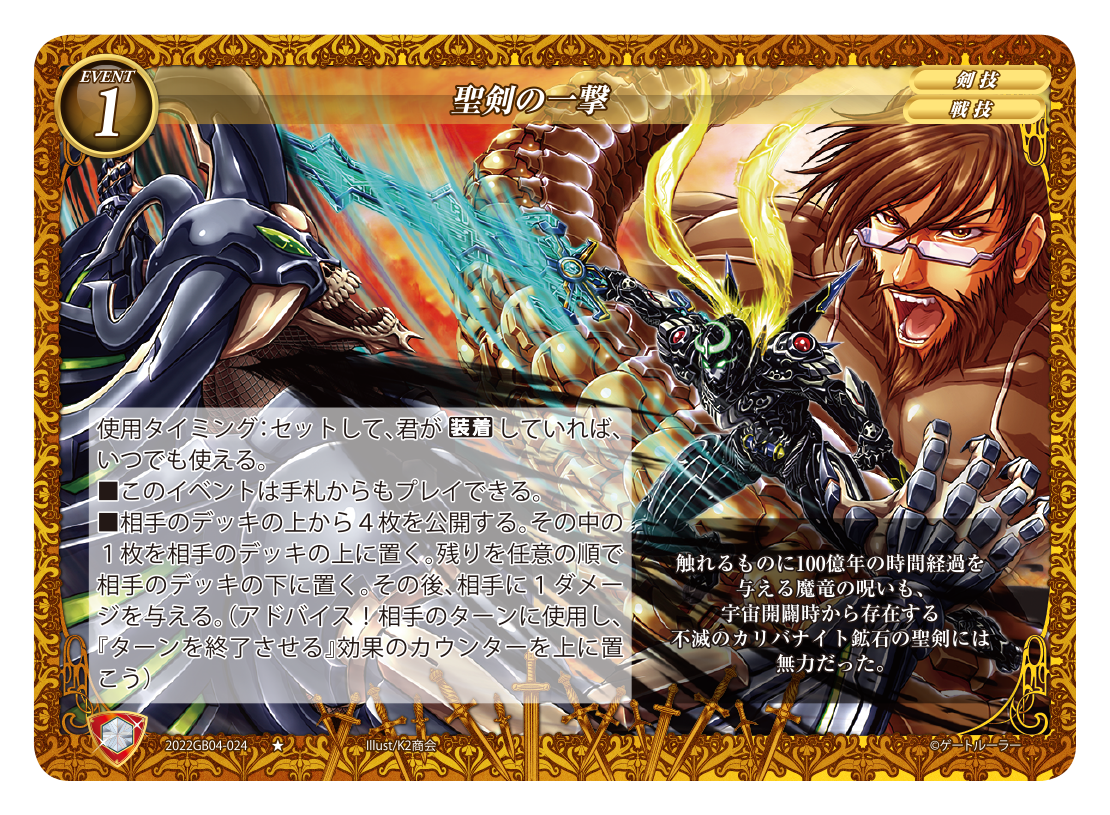 EVENT
1
聖剣の一撃
剣技
戦技
使用タイミング：セットして、君が 装着 していれば、
いつでも使える。
■このイベントは手札からもプレイできる。
■相手のデッキの上から４枚を公開する。その中の
１枚を相手のデッキの上に置く。残りを任意の順で
相手のデッキの下に置く。その後、相手に１ダメー
ジを与える。（アドバイス！相手のターンに使用し、
『ターンを終了させる』効果のカウンターを上に置
こう）
触れるものに100億年の時間経過を
与える魔竜の呪いも、
宇宙開闢時から存在する
不滅のカリバナイト鉱石の聖剣には
無力だった。
2022GB04-024 ★ Illust/K2商会 ©ゲートルーラー